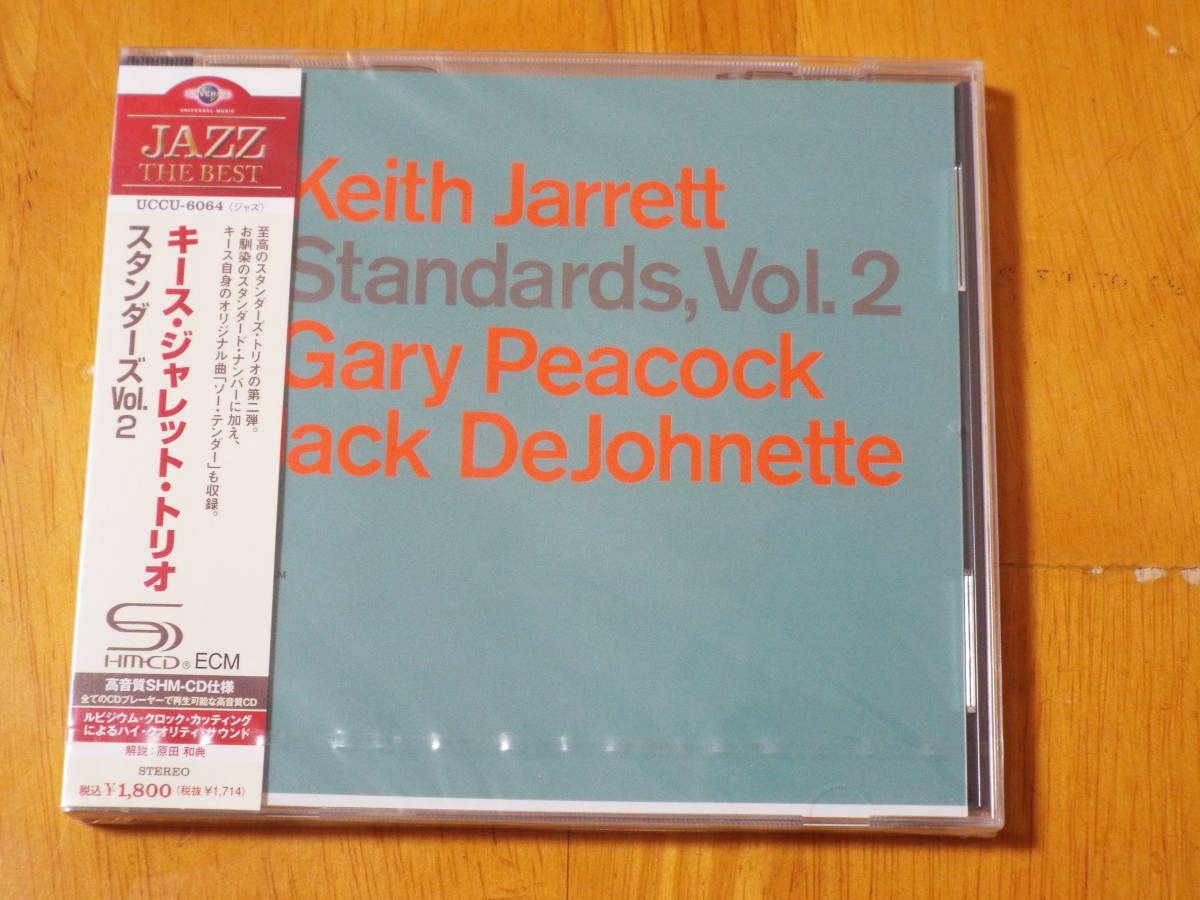 UNIVERSAL
UNIVERSAL MUSIC
JAZZ
THE BEST
UCCU-6064 (ジャズ)
至高のスタンダーズ・トリオの第二弾。
お馴染のスタンダード・ナンバーに加え、
キース自身のオリジナル曲「ソー・テンダー」も収録。
キース・ジャレット・トリオ
スタンダーズ Vol. 2
SHM-CD® ECM
高音質SHM-CD仕様
全てのCDプレーヤーで再生可能な高音質CD
ルビジウム・クロック・カッティング
によるハイ・クオリティ・サウンド
解説:原田 和典
STEREO
税込¥1,800(税抜¥1,714)
Keith Jarrett
Standards, Vol. 2
Gary Peacock
Jack DeJohnette